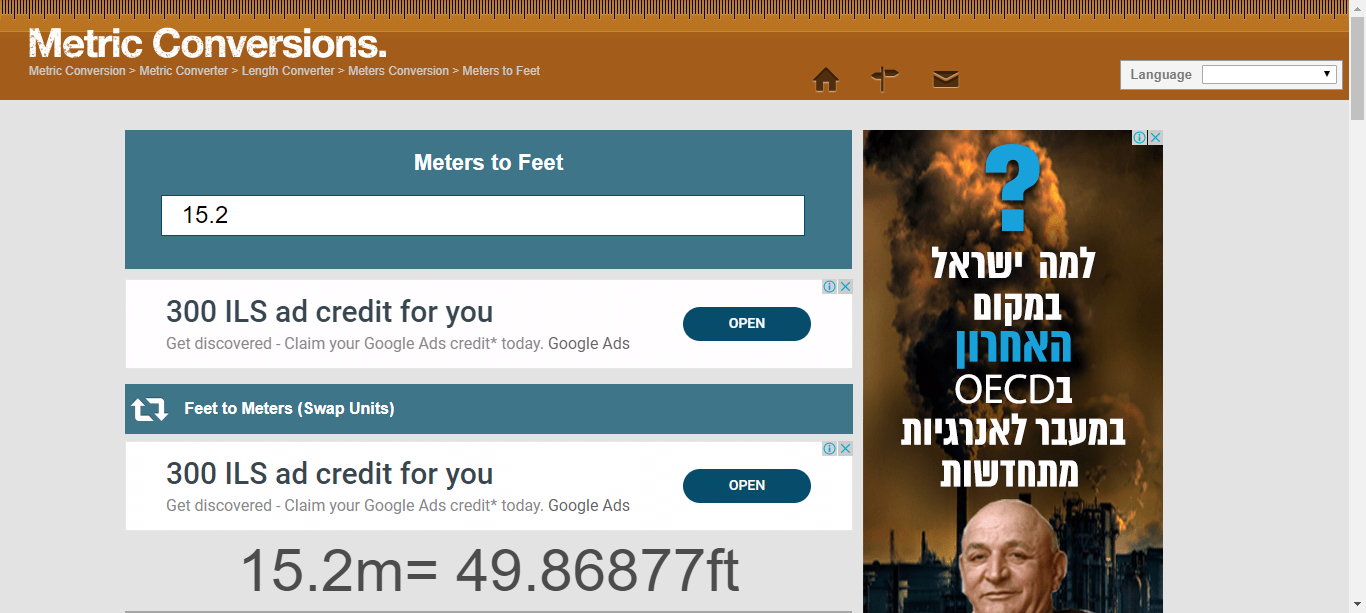 Metric Conversions.
Metric Conversion > Metric Converter > Length Converter > Meters Conversion > Meters to Feet
Language
Meters to Feet
15.2
300 ILS ad credit for you
Get discovered - Claim your Google Ads credit* today. Google Ads
OPEN
Feet to Meters (Swap Units)
300 ILS ad credit for you
Get discovered - Claim your Google Ads credit* today. Google Ads
OPEN
15.2m= 49.86877ft
?
למה ישראל
במקום
האחרון
בOECD
במעבר לאנרגיות
מתחדשות